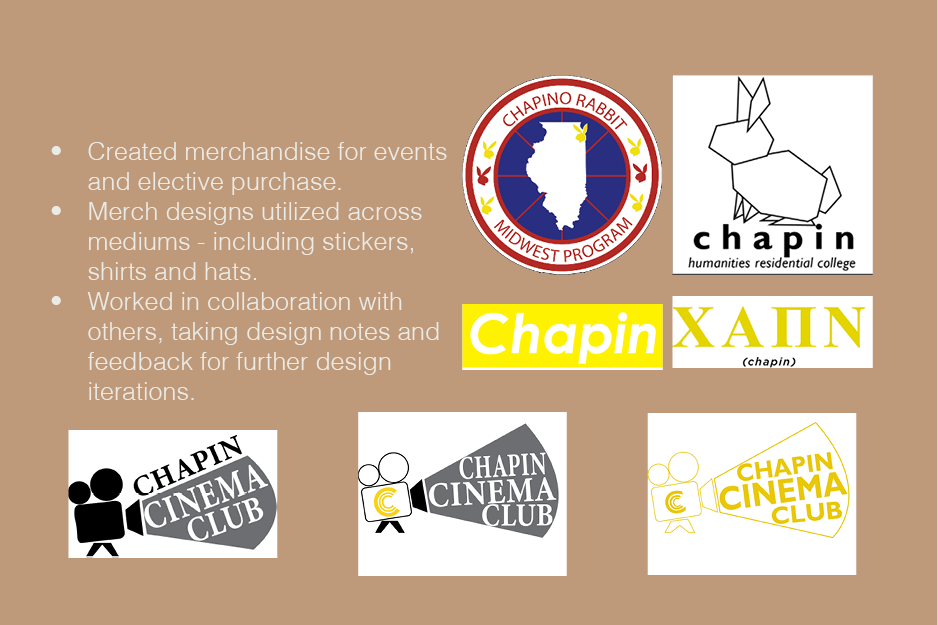 • Created merchandise for events
and elective purchase.
• Merch designs utilized across
mediums - including stickers,
shirts and hats.
• Worked in collaboration with
others, taking design notes and
feedback for further design
iterations.
CHAPINO RABBIT
MIDWEST PROGRAM
chapin
humanities residential college
Chapin
ΧΑΠΝ
(chapin)
CHAPIN
CINEMA
CLUB
CHAPIN
CINEMA
CLUB
C
CHAPIN
CINEMA
CLUB
C